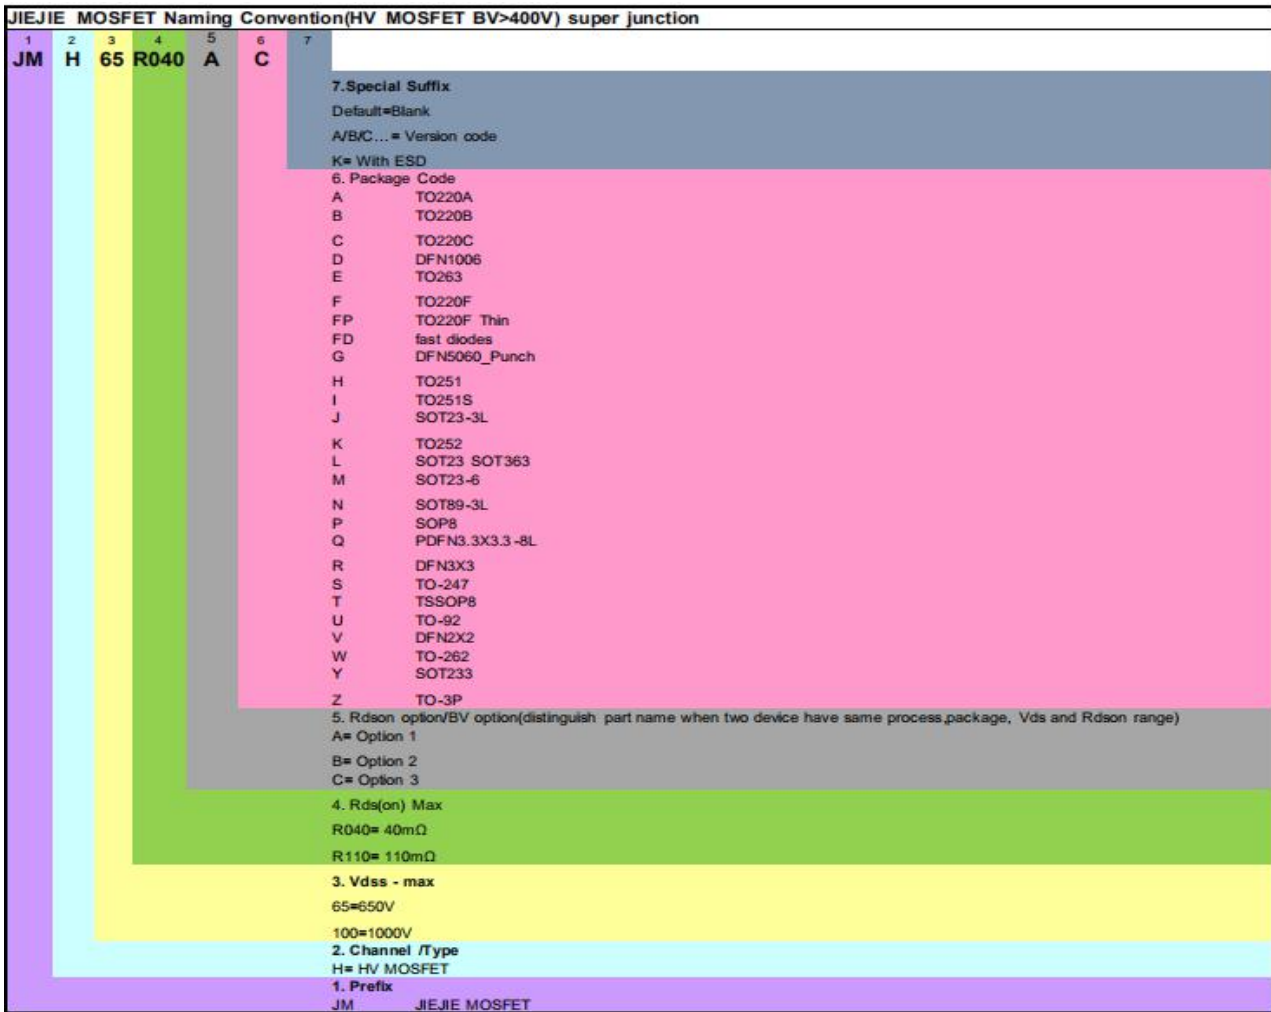 JIEJIE MOSFET Naming Convention(HV MOSFET BV>400V) super junction
1 2 3 4 5 6 7
JM H 65 R040 A C
7.Special Suffix
Default=Blank
A/B/C...= Version code
K= With ESD
6. Package Code
A TO220A
B TO220B
C TO220C
D DFN1006
E TO263
F TO220F
FP TO220F Thin
FD fast diodes
G DFN5060_Punch
H TO251
I TO251S
J SOT23-3L
K TO252
L SOT23 SOT363
M SOT23-6
N SOT89-3L
P SOP8
Q PDFN3.3X3.3-8L
R DFN3X3
S TO-247
T TSSOP8
U TO-92
V DFN2X2
W TO-262
Y SOT233
Z TO-3P
5. Rdson option/BV option(distinguish part name when two device have same process,package, Vds and Rdson range)
A= Option 1
B= Option 2
C= Option 3
4. Rds(on) Max
R040= 40mΩ
R110= 110mΩ
3. Vdss - max
65=650V
100=1000V
2. Channel /Type
H= HV MOSFET
1. Prefix
JM JIEJIE MOSFET